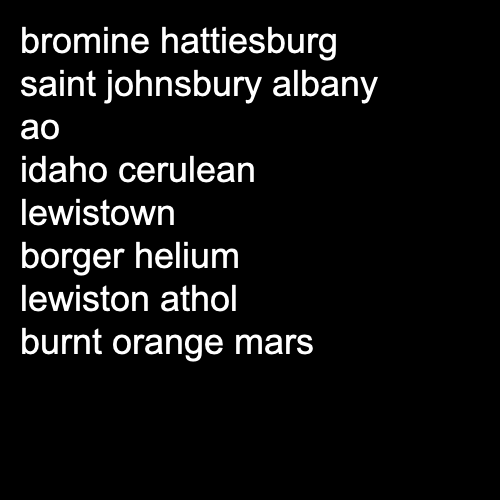 bromine hattiesburg
saint johnsbury albany
ao
idaho cerulean
lewistown
borger helium
lewiston athol
burnt orange mars